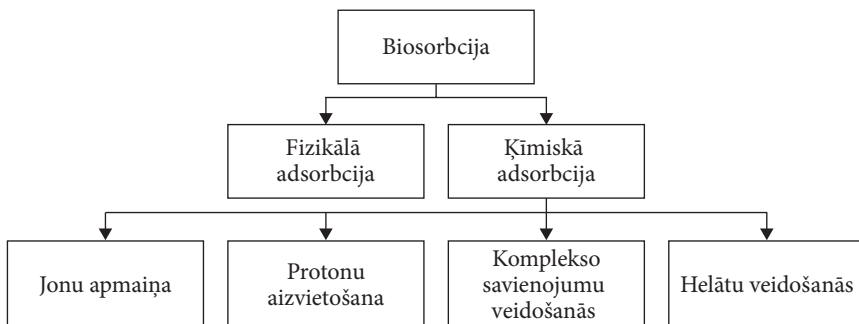 Biosorbcija
Fizikālā
adsorbcija
Ķīmiskā
adsorbcija
Jonu apmaiņa
Protonu
aizvietošana
Komplekso
savienojumu
veidošanās
Helātu veidošanās